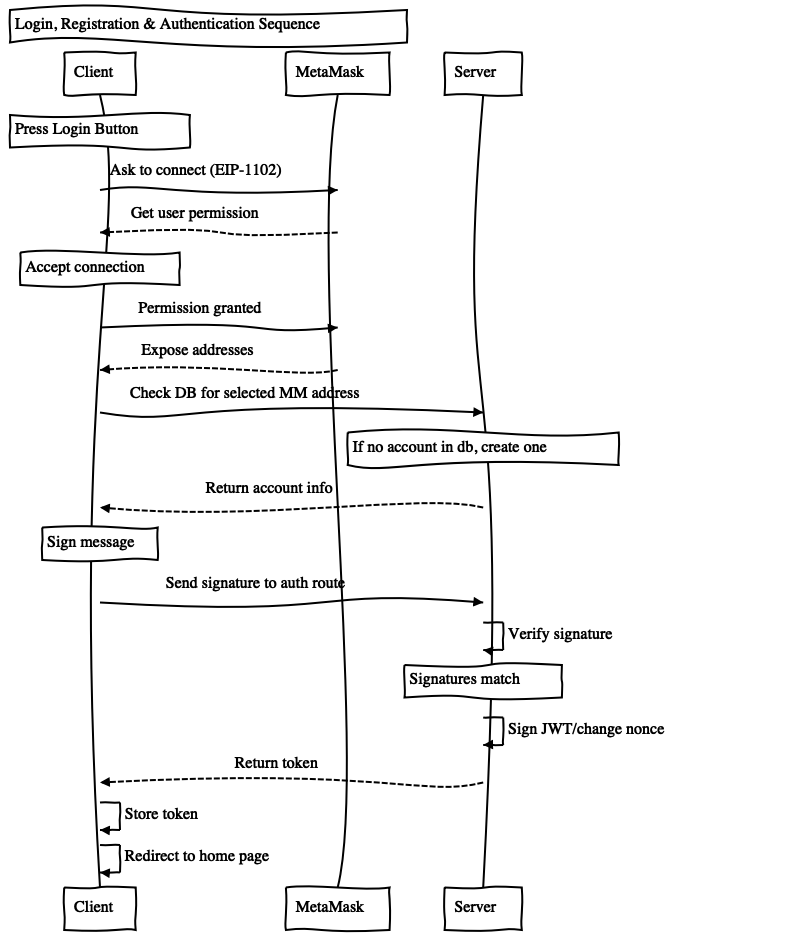 Login, Registration & Authentication Sequence
Client
MetaMask
Server
Press Login Button
Ask to connect (EIP-1102)
Get user permission
Accept connection
Permission granted
Expose addresses
Check DB for selected MM address
If no account in db, create one
Return account info
Sign message
Send signature to auth route
Verify signature
Signatures match
Sign JWT/change nonce
Return token
Store token
Redirect to home page
Client
MetaMask
Server